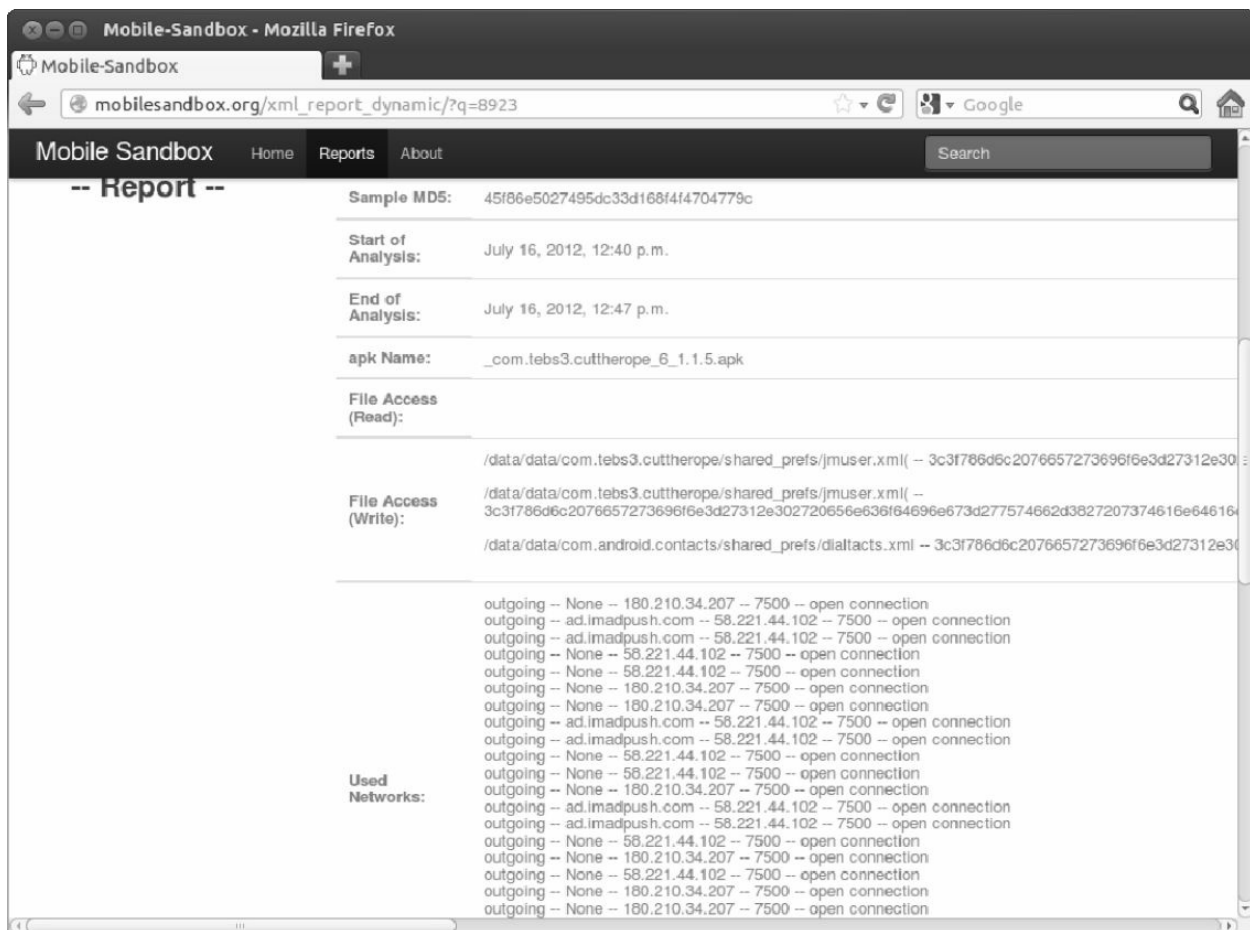 Mobile-Sandbox - Mozilla Firefox
Mobile-Sandbox
mobilesandbox.org/xml_report_dynamic/?q=8923
Google
Mobile Sandbox Home Reports About Search
-- Report --
Sample MD5: 45f86e5027495dc33d168f4f4704779c
Start of
Analysis:
July 16, 2012, 12:40 p.m.
End of
Analysis:
July 16, 2012, 12:47 p.m.
apk Name: _com.tebs3.cuttherope_6_1.1.5.apk
File Access
(Read):
File Access
(Write):
/data/data/com.tebs3.cuttherope/shared_prefs/jmuser.xml( -- 3c3f786d6c2076657273696f6e3d27312e30
/data/data/com.tebs3.cuttherope/shared_prefs/jmuser.xml( --
3c3f786d6c2076657273696f6e3d27312e302720656e636f64696e673d277574662d3827207374616e64616
/data/data/com.android.contacts/shared_prefs/dialtacts.xml -- 3c3f786d6c2076657273696f6e3d27312e30
Used
Networks:
outgoing -- None -- 180.210.34.207 -- 7500 -- open connection
outgoing -- ad.imadpush.com -- 58.221.44.102 -- 7500 -- open connection
outgoing -- ad.imadpush.com -- 58.221.44.102 -- 7500 -- open connection
outgoing -- None -- 58.221.44.102 -- 7500 -- open connection
outgoing -- None -- 58.221.44.102 -- 7500 -- open connection
outgoing -- None -- 180.210.34.207 -- 7500 -- open connection
outgoing -- None -- 180.210.34.207 -- 7500 -- open connection
outgoing -- ad.imadpush.com -- 58.221.44.102 -- 7500 -- open connection
outgoing -- ad.imadpush.com -- 58.221.44.102 -- 7500 -- open connection
outgoing -- None -- 58.221.44.102 -- 7500 -- open connection
outgoing -- None -- 58.221.44.102 -- 7500 -- open connection
outgoing -- None -- 180.210.34.207 -- 7500 -- open connection
outgoing -- ad.imadpush.com -- 58.221.44.102 -- 7500 -- open connection
outgoing -- ad.imadpush.com -- 58.221.44.102 -- 7500 -- open connection
outgoing -- None -- 58.221.44.102 -- 7500 -- open connection
outgoing -- None -- 180.210.34.207 -- 7500 -- open connection
outgoing -- None -- 58.221.44.102 -- 7500 -- open connection
outgoing -- None -- 180.210.34.207 -- 7500 -- open connection
outgoing -- None -- 180.210.34.207 -- 7500 -- open connection